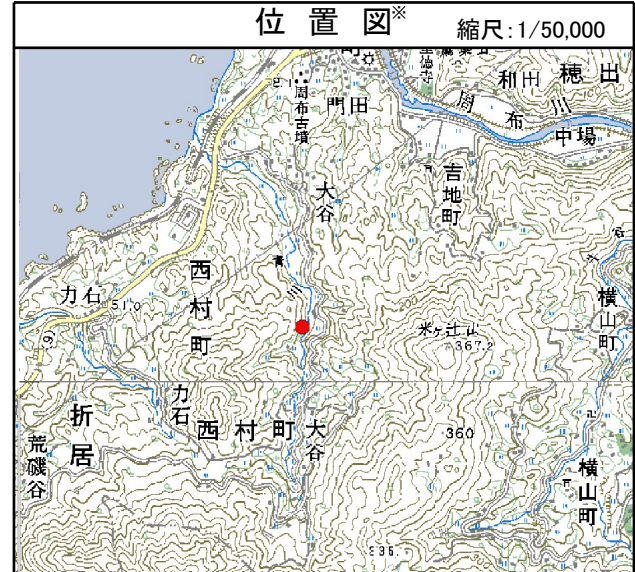 位置図※
縮尺:1/50,000
周布古墳
門田
和田
穂出
周布川
中場
大谷
吉地町
西村町
青川
力石
51.0
米ヶ辻山
367.2
横山町
(9)
折居
力石
西村町
大谷
360
荒磯谷
横山町
335.